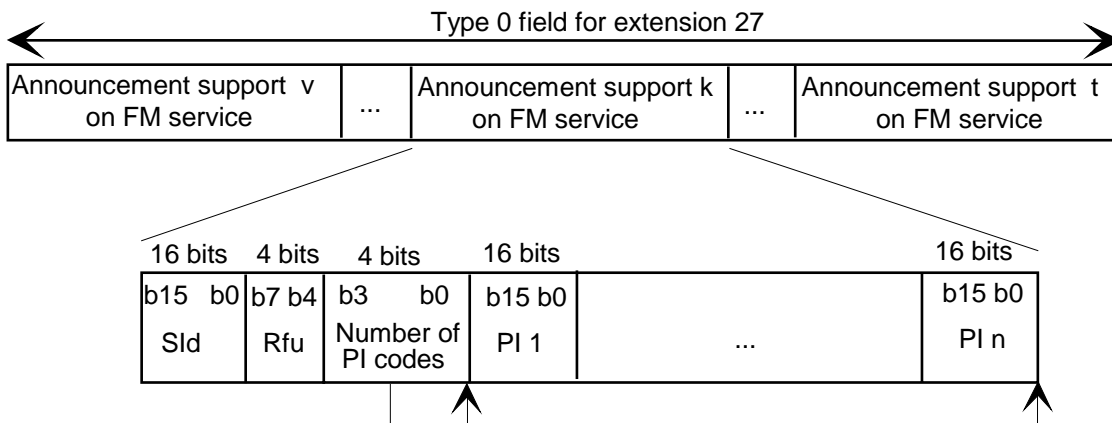 Type 0 field for extension 27
Announcement support v
on FM service
...
Announcement support k
on FM service
...
Announcement support t
on FM service
16 bits 4 bits 4 bits 16 bits 16 bits
b15 b0 b7 b4 b3 b0 b15 b0 b15 b0
SId Rfu Number of
PI codes PI 1 ... PI n